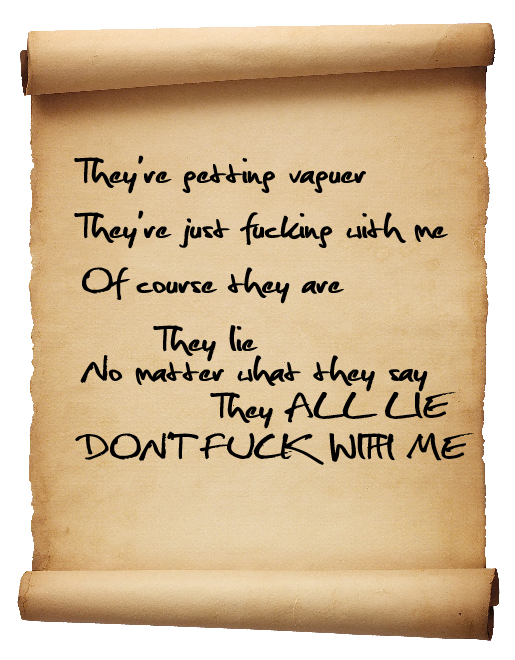 They're getting vaguer
They're just fucking with me
Of course they are
They lie
No matter what they say
They ALL LIE
DON'T FUCK WITH ME